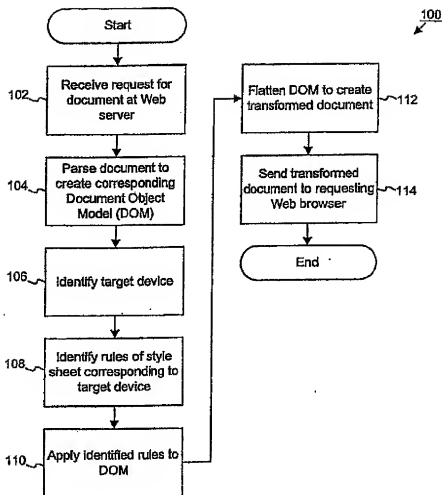 Start
100
102
Receive request for
document at Web
server
104
Parse document to
create corresponding
Document Object
Model (DOM)
106
Identify target device
108
Identify rules of style
sheet corresponding to
target device
110
Apply identified rules to
DOM
Flatten DOM to create
transformed document
112
Send transformed
document to requesting
Web browser
114
End